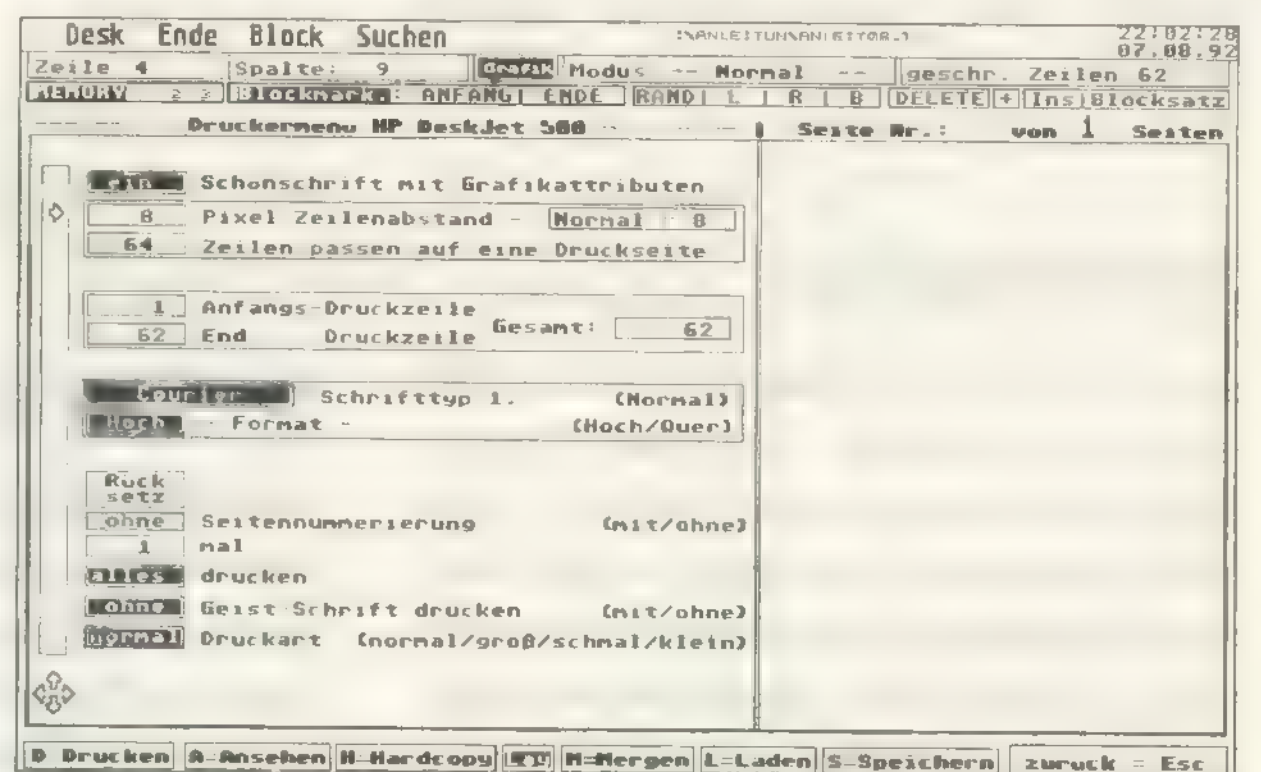 Desk Ende Block Suchen 22:02:28
07.08.92
Zeile 4 Spalte: 9 Grafik Modus -- Normal -- geschr. Zeilen 62
MEMORY 2 3 Blockmark.: ANFANG ENDE RAND L R B DELETE + Ins Blocksatz
Druckermenu HP DeskJet 500 Seite Nr.: von 1 Seiten
ein Schonschrift mit Grafikattributen
8 Pixel Zeilenabstand - Normal 8
64 Zeilen passen auf eine Druckseite
1 Anfangs-Druckzeile
62 End Druckzeile Gesamt: 62
Courier Schrifttyp 1. (Normal)
Hoch - Format - (Hoch/Quer)
Rück
setz
ohne Seitennummerierung (mit/ohne)
1 mal
alles drucken
ohne Geist-Schrift drucken (mit/ohne)
normal Druckart (normal/groß/schmal/klein)
D Drucken A=Ansehen H=Hardcopy M=Mergen L=Laden S=Speichern zuruck = Esc